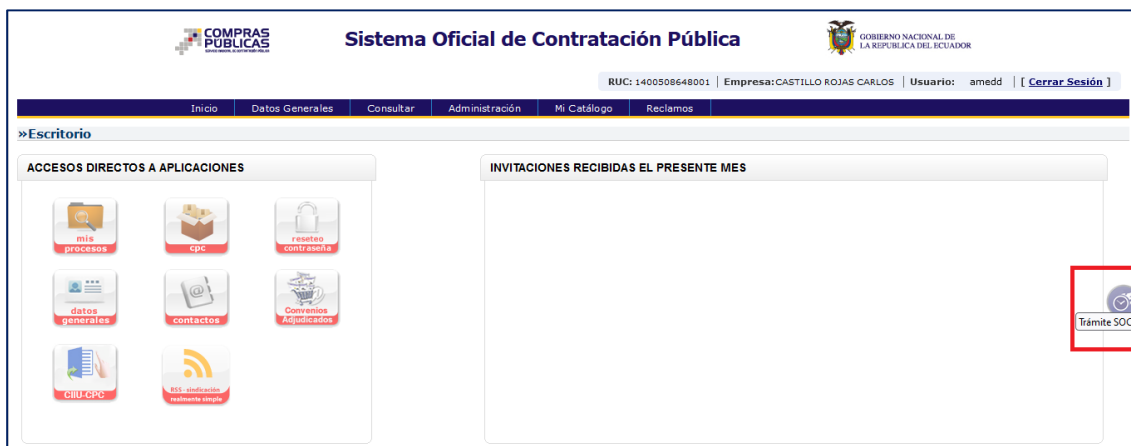 COMPRAS
PÚBLICAS
Sistema Oficial de Contratación Pública
GOBIERNO NACIONAL DE
LA REPUBLICA DEL ECUADOR
RUC: 1400508648001 | Empresa:CASTILLO ROJAS CARLOS | Usuario: amedd | [ Cerrar Sesión ]
Inicio Datos Generales Consultar Administración Mi Catálogo Reclamos
»Escritorio
ACCESOS DIRECTOS A APLICACIONES
INVITACIONES RECIBIDAS EL PRESENTE MES
mis
procesos
cpc
reseteo
contraseña
datos
generales
contactos
Convenios
Adjudicados
Trámite SOC
CIIU-CPC
RSS - sindicación
realmente simple